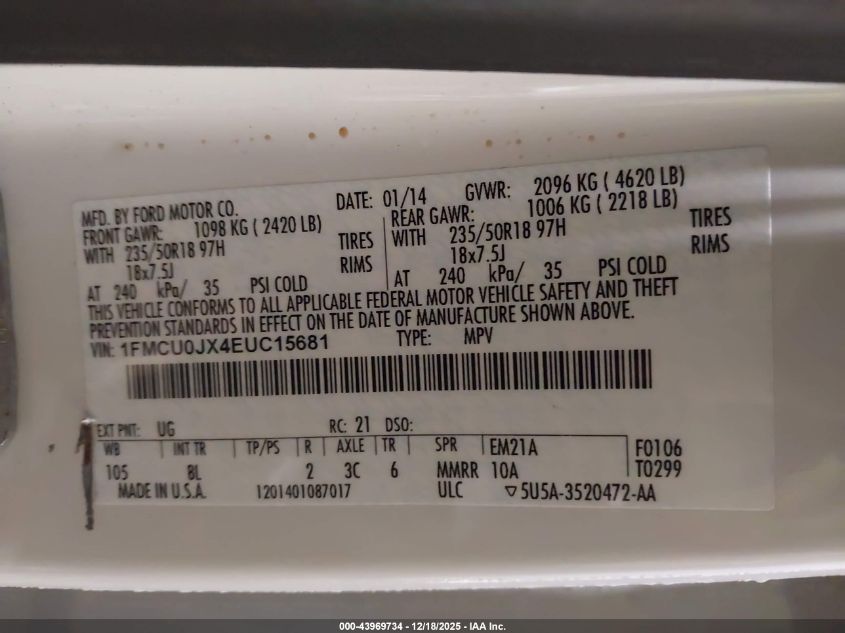 MFD. BY FORD MOTOR CO. DATE: 01/14 GVWR: 2096 KG ( 4620 LB)
FRONT GAWR: 1098 KG ( 2420 LB) REAR GAWR: 1006 KG ( 2218 LB)
WITH 235/50R18 97H TIRES WITH 235/50R18 97H TIRES
18x7.5J RIMS 18x7.5J RIMS
AT 240 kPa/ 35 PSI COLD AT 240 kPa/ 35 PSI COLD
THIS VEHICLE CONFORMS TO ALL APPLICABLE FEDERAL MOTOR VEHICLE SAFETY AND THEFT
PREVENTION STANDARDS IN EFFECT ON THE DATE OF MANUFACTURE SHOWN ABOVE.
VIN: 1FMCU0JX4EUC15681 TYPE: MPV
EXT PNT: UG RC: 21 DSO:
WB INT TR TP/PS R AXLE TR SPR EM21A F0106
105 8L 2 3C 6 MMRR 10A T0299
MADE IN U.S.A. 1201401087017 ULC ▽5U5A-3520472-AA
000-43969734 - 12/18/2025 - IAA Inc.